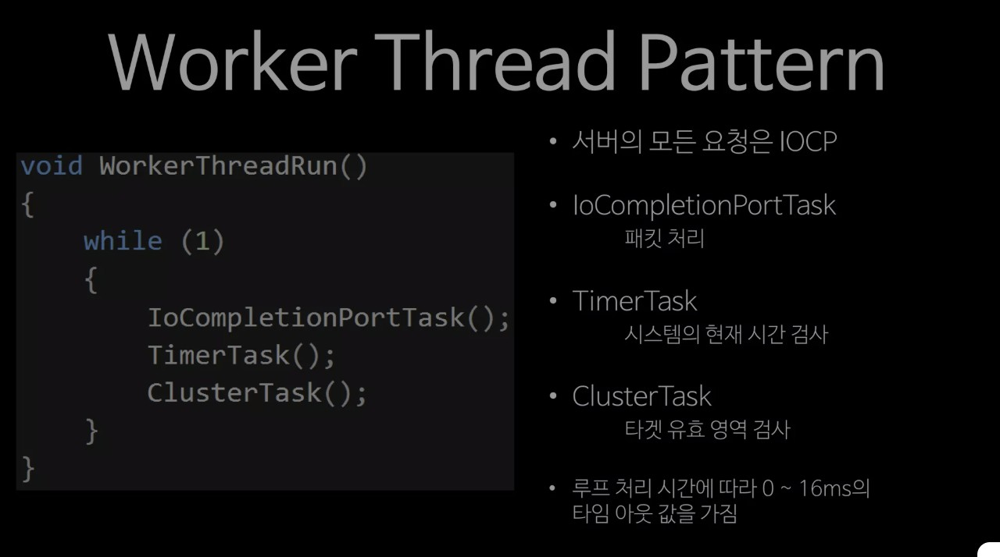 Worker Thread Pattern
void WorkerThreadRun()
{
while (1)
{
IoCompletionPortTask();
TimerTask();
ClusterTask();
}
}
• 서버의 모든 요청은 IOCP
• IoCompletionPortTask
패킷 처리
• TimerTask
시스템의 현재 시간 검사
• ClusterTask
타겟 유효 영역 검사
• 루프 처리 시간에 따라 0 ~ 16ms의
타임 아웃 값을 가짐